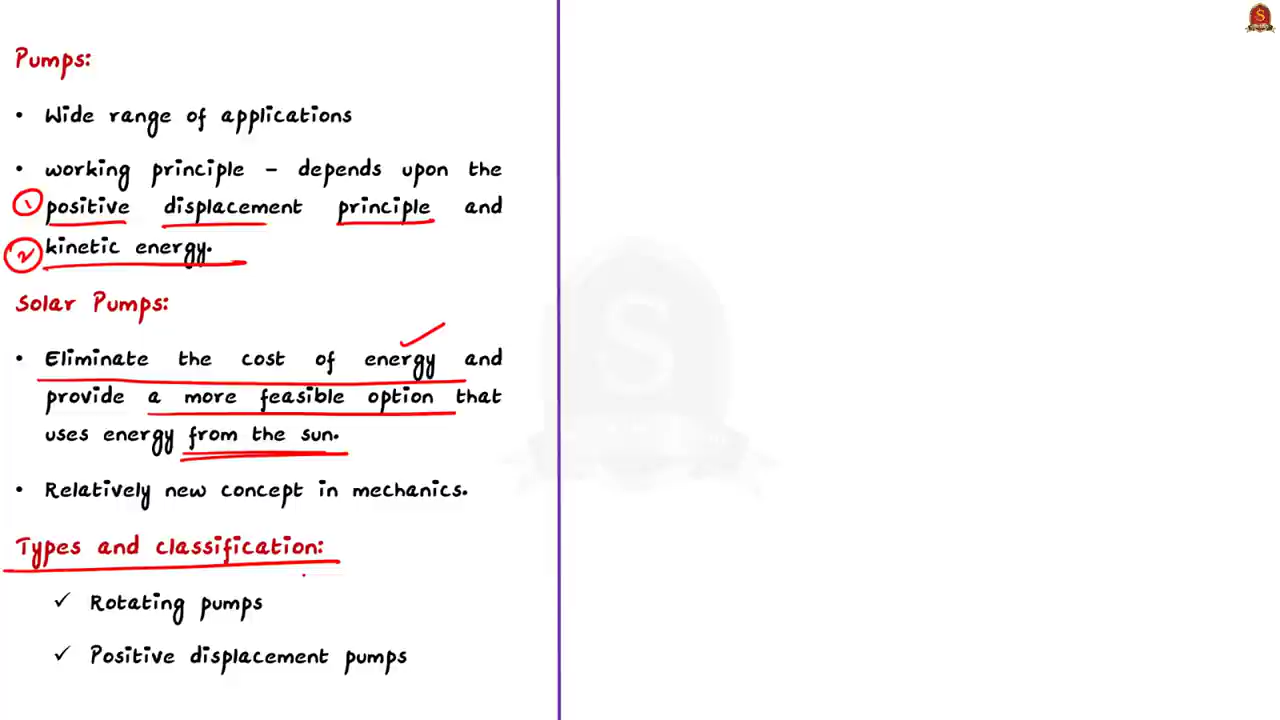 Pumps:
• Wide range of applications
• working principle – depends upon the
1 positive displacement principle and
2 kinetic energy.
Solar Pumps:
• Eliminate the cost of energy and
provide a more feasible option that
uses energy from the sun.
• Relatively new concept in mechanics.
Types and classification:
✓ Rotating pumps
✓ Positive displacement pumps
S
S